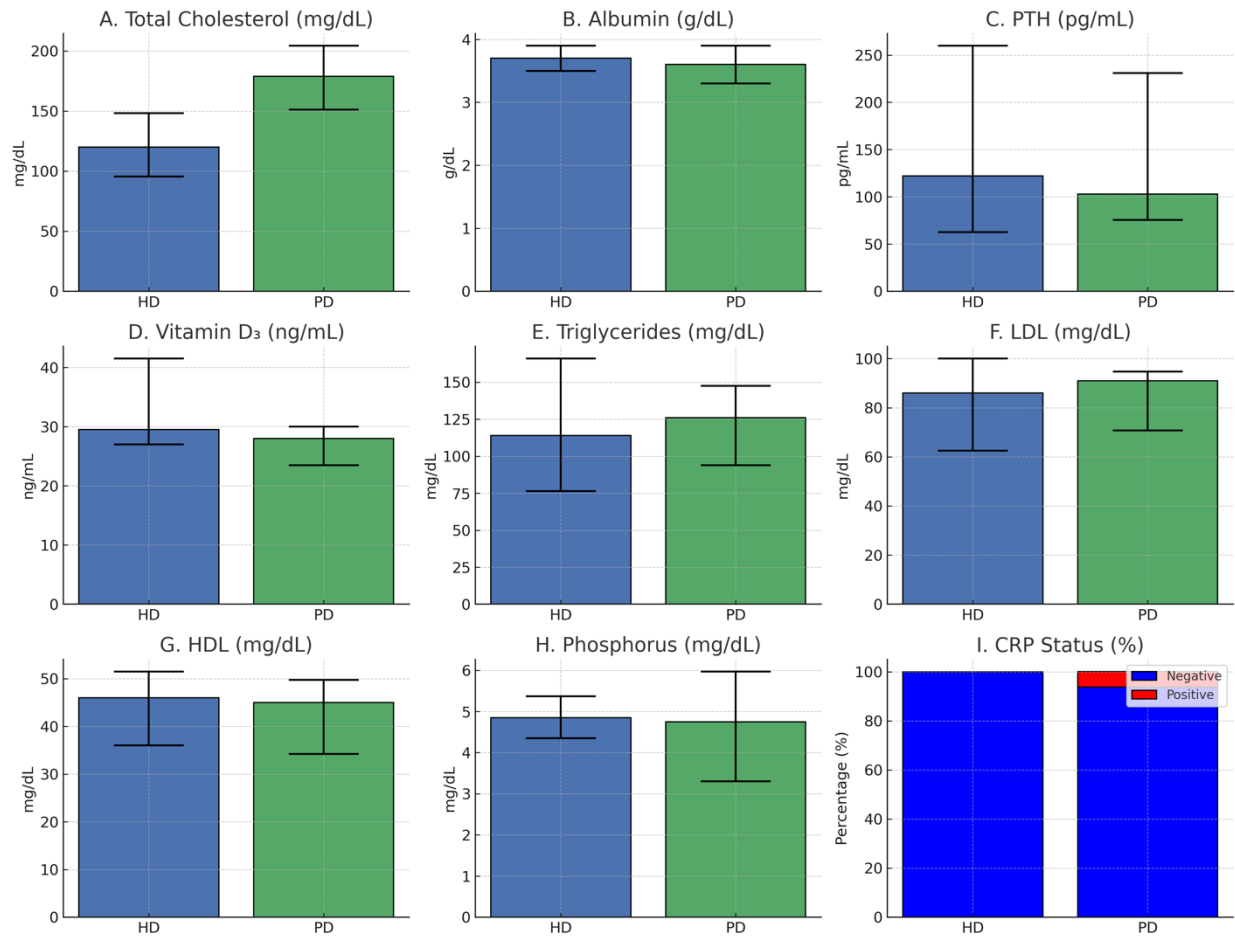 A. Total Cholesterol (mg/dL)
mg/dL
200
150
100
50
0
HD PD
B. Albumin (g/dL)
g/dL
4
3
2
1
0
HD PD
C. PTH (pg/mL)
pg/mL
250
200
150
100
50
0
HD PD
D. Vitamin D₃ (ng/mL)
ng/mL
40
30
20
10
0
HD PD
E. Triglycerides (mg/dL)
mg/dL
150
125
100
75
50
25
0
HD PD
F. LDL (mg/dL)
mg/dL
100
80
60
40
20
0
HD PD
G. HDL (mg/dL)
mg/dL
50
40
30
20
10
0
HD PD
H. Phosphorus (mg/dL)
mg/dL
6
5
4
3
2
1
0
HD PD
I. CRP Status (%)
Percentage (%)
100
80
60
40
20
0
Negative
Positive
HD PD